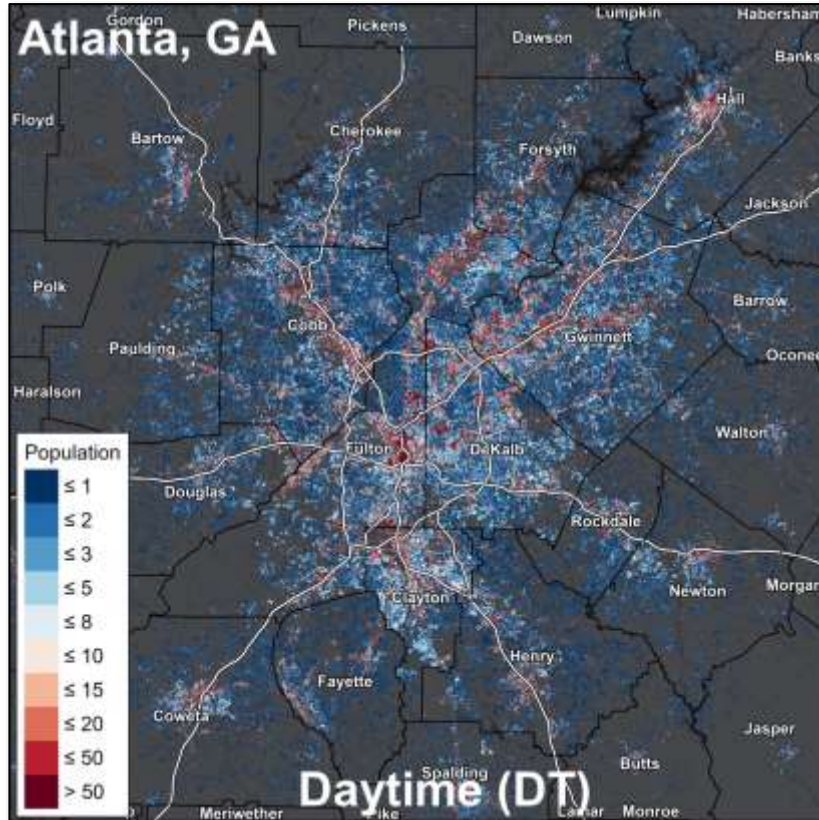 Atlanta, GA
Gordon
Pickens
Lumpkin
Habersham
Dawson
Banks
Floyd
Bartow
Cherokee
Hall
Forsyth
Jackson
Polk
Barrow
Cobb
Gwinnett
Paulding
Oconee
Haralson
Walton
Population
≤ 1
≤ 2
≤ 3
≤ 5
≤ 8
≤ 10
≤ 15
≤ 20
≤ 50
> 50
Fulton
DeKalb
Douglas
Rockdale
Newton
Morgan
Clayton
Henry
Fayette
Coweta
Jasper
Butts
Spalding
Daytime (DT)
Meriwether
Pike
Lamar
Monroe